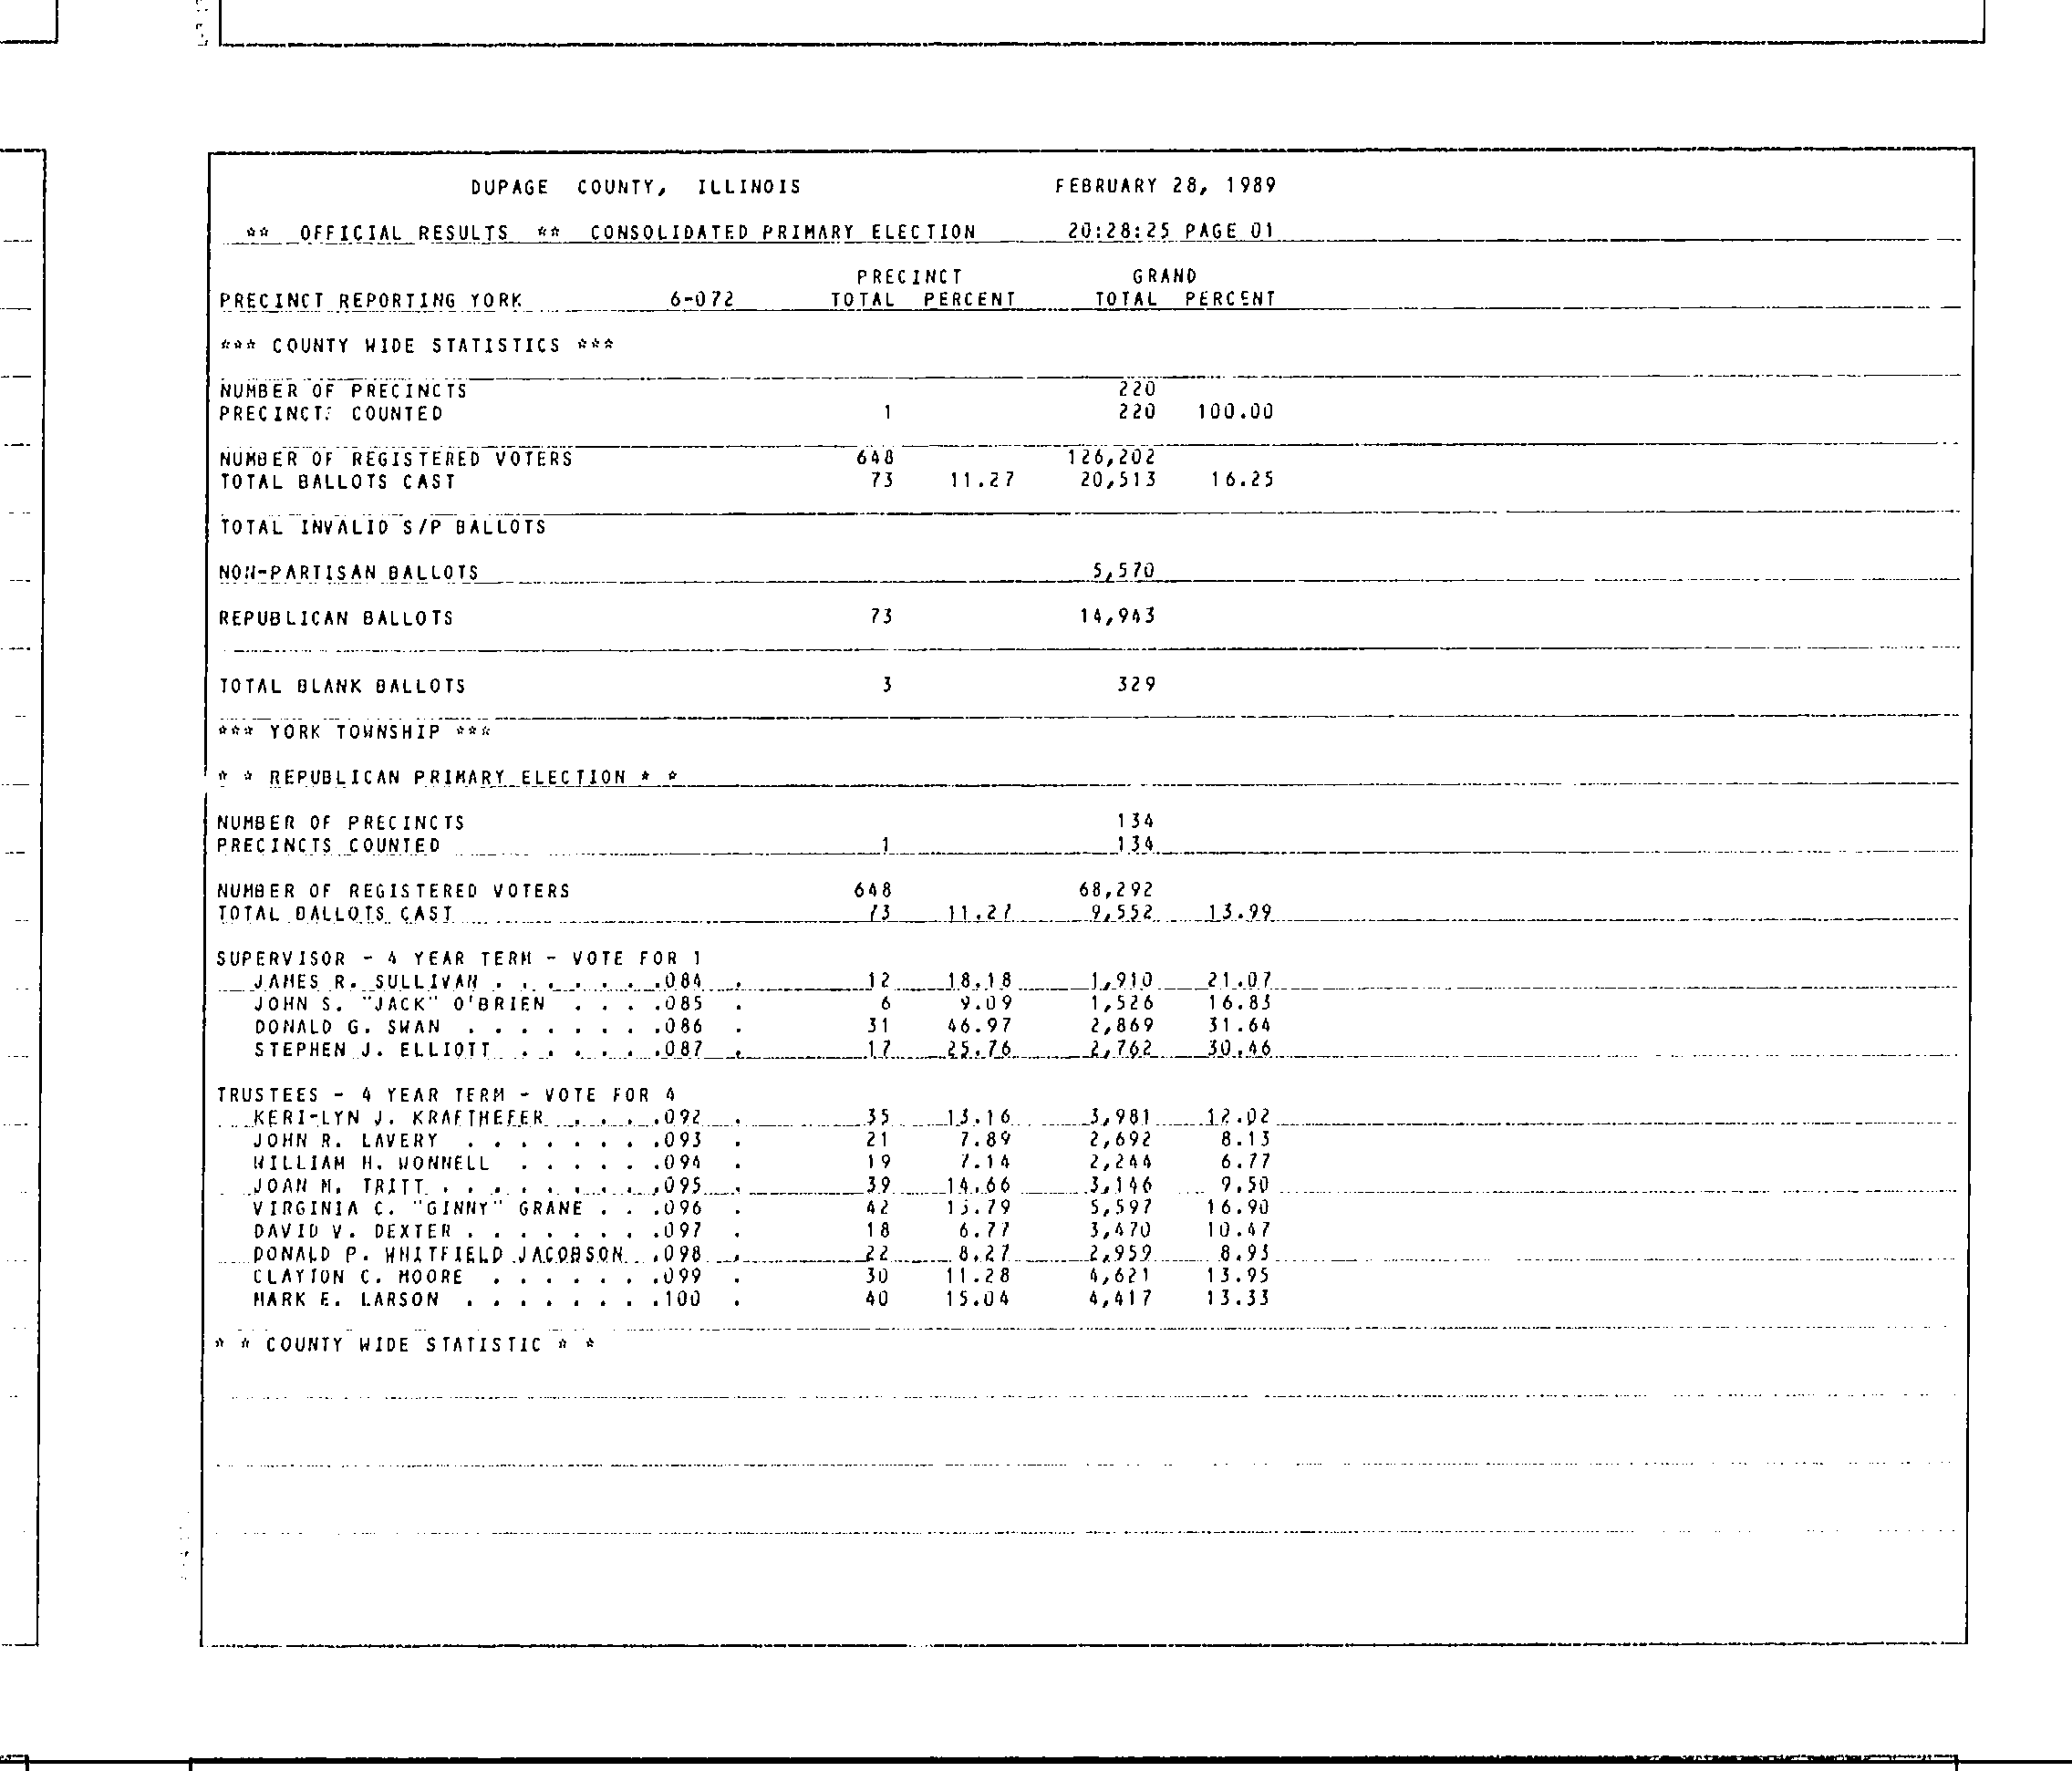 DUPAGE COUNTY, ILLINOIS FEBRUARY 28, 1989
** OFFICIAL RESULTS ** CONSOLIDATED PRIMARY ELECTION 20:28:25 PAGE 01
PRECINCT GRAND
PRECINCT REPORTING YORK 6-072 TOTAL PERCENT TOTAL PERCENT
*** COUNTY WIDE STATISTICS ***
NUMBER OF PRECINCTS 220
PRECINCTS COUNTED 1 220 100.00
NUMBER OF REGISTERED VOTERS 648 126,202
TOTAL BALLOTS CAST 73 11.27 20,513 16.25
TOTAL INVALID S/P BALLOTS
NON-PARTISAN BALLOTS 5,570
REPUBLICAN BALLOTS 73 14,943
TOTAL BLANK BALLOTS 3 329
*** YORK TOWNSHIP ***
* * REPUBLICAN PRIMARY ELECTION * *
NUMBER OF PRECINCTS 134
PRECINCTS COUNTED 1 134
NUMBER OF REGISTERED VOTERS 648 68,292
TOTAL BALLOTS CAST 73 11.27 9,552 13.99
SUPERVISOR - 4 YEAR TERM - VOTE FOR 1
JAMES R. SULLIVAN . . . . . . .084 . 12 18.18 1,910 21.07
JOHN S. "JACK" O'BRIEN . . . .085 . 6 9.09 1,526 16.83
DONALD G. SWAN . . . . . . . .086 . 31 46.97 2,869 31.64
STEPHEN J. ELLIOTT . . . . . .087 . 17 25.76 2,762 30.46
TRUSTEES - 4 YEAR TERM - VOTE FOR 4
KERI-LYN J. KRAFTHEFER . . . .092 . 35 13.16 3,981 12.02
JOHN R. LAVERY . . . . . . . .093 . 21 7.89 2,692 8.13
WILLIAM H. WONNELL . . . . . .094 . 19 7.14 2,244 6.77
JOAN M. TRITT . . . . . . . . .095 . 39 14.66 3,146 9.50
VIRGINIA C. "GINNY" GRANE . . .096 . 42 15.79 5,597 16.90
DAVID V. DEXTER . . . . . . . .097 . 18 6.77 3,470 10.47
DONALD P. WHITFIELD JACOBSON .098 . 22 8.27 2,959 8.93
CLAYTON C. MOORE . . . . . . .099 . 30 11.28 4,621 13.95
MARK E. LARSON . . . . . . . .100 . 40 15.04 4,417 13.33
* * COUNTY WIDE STATISTIC * *